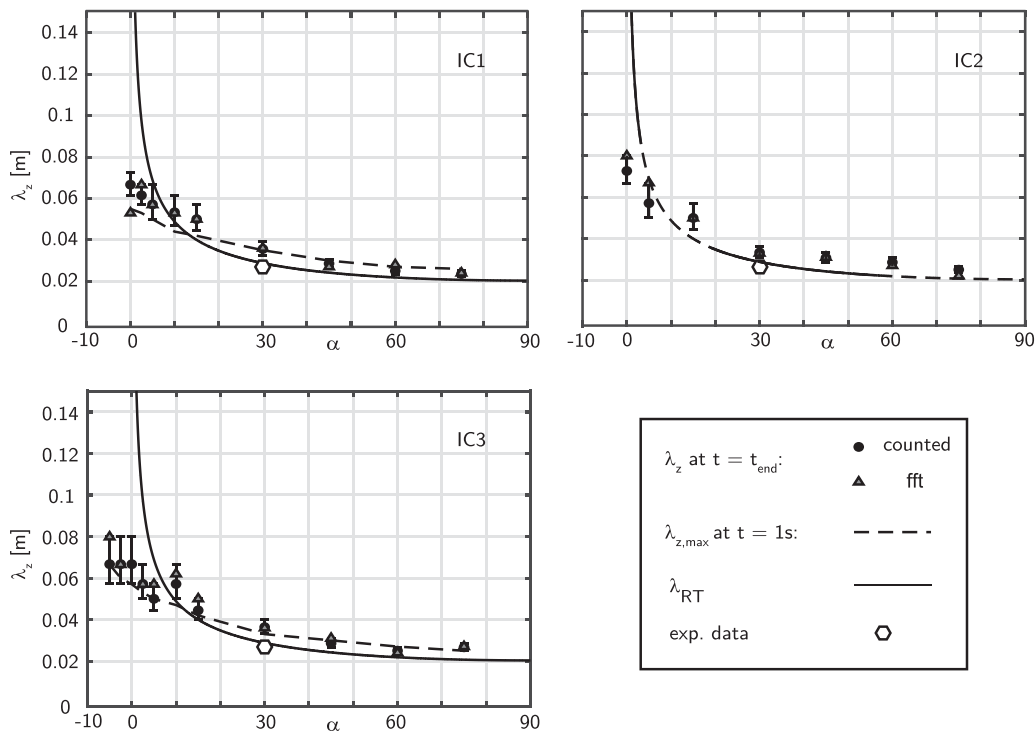 0.14
0.12
0.1
0.08
0.06
0.04
0.02
0
λz [m]
IC1
-10 0 30 α 60 90
IC2
-10 0 30 α 60 90
0.14
0.12
0.1
0.08
0.06
0.04
0.02
0
λz [m]
IC3
-10 0 30 α 60 90
λz at t = tend: counted
fft
λz,max at t = 1s:
λRT
exp. data